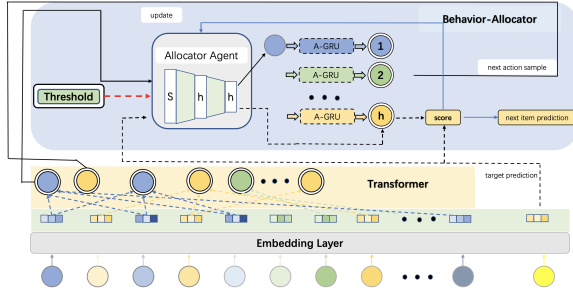 update
Behavior-Allocator
Allocator Agent
A-GRU
1
next action sample
A-GRU
2
Threshold
S
h
h
A-GRU
h
score
next item prediction
Transformer
target prediction
Embedding Layer